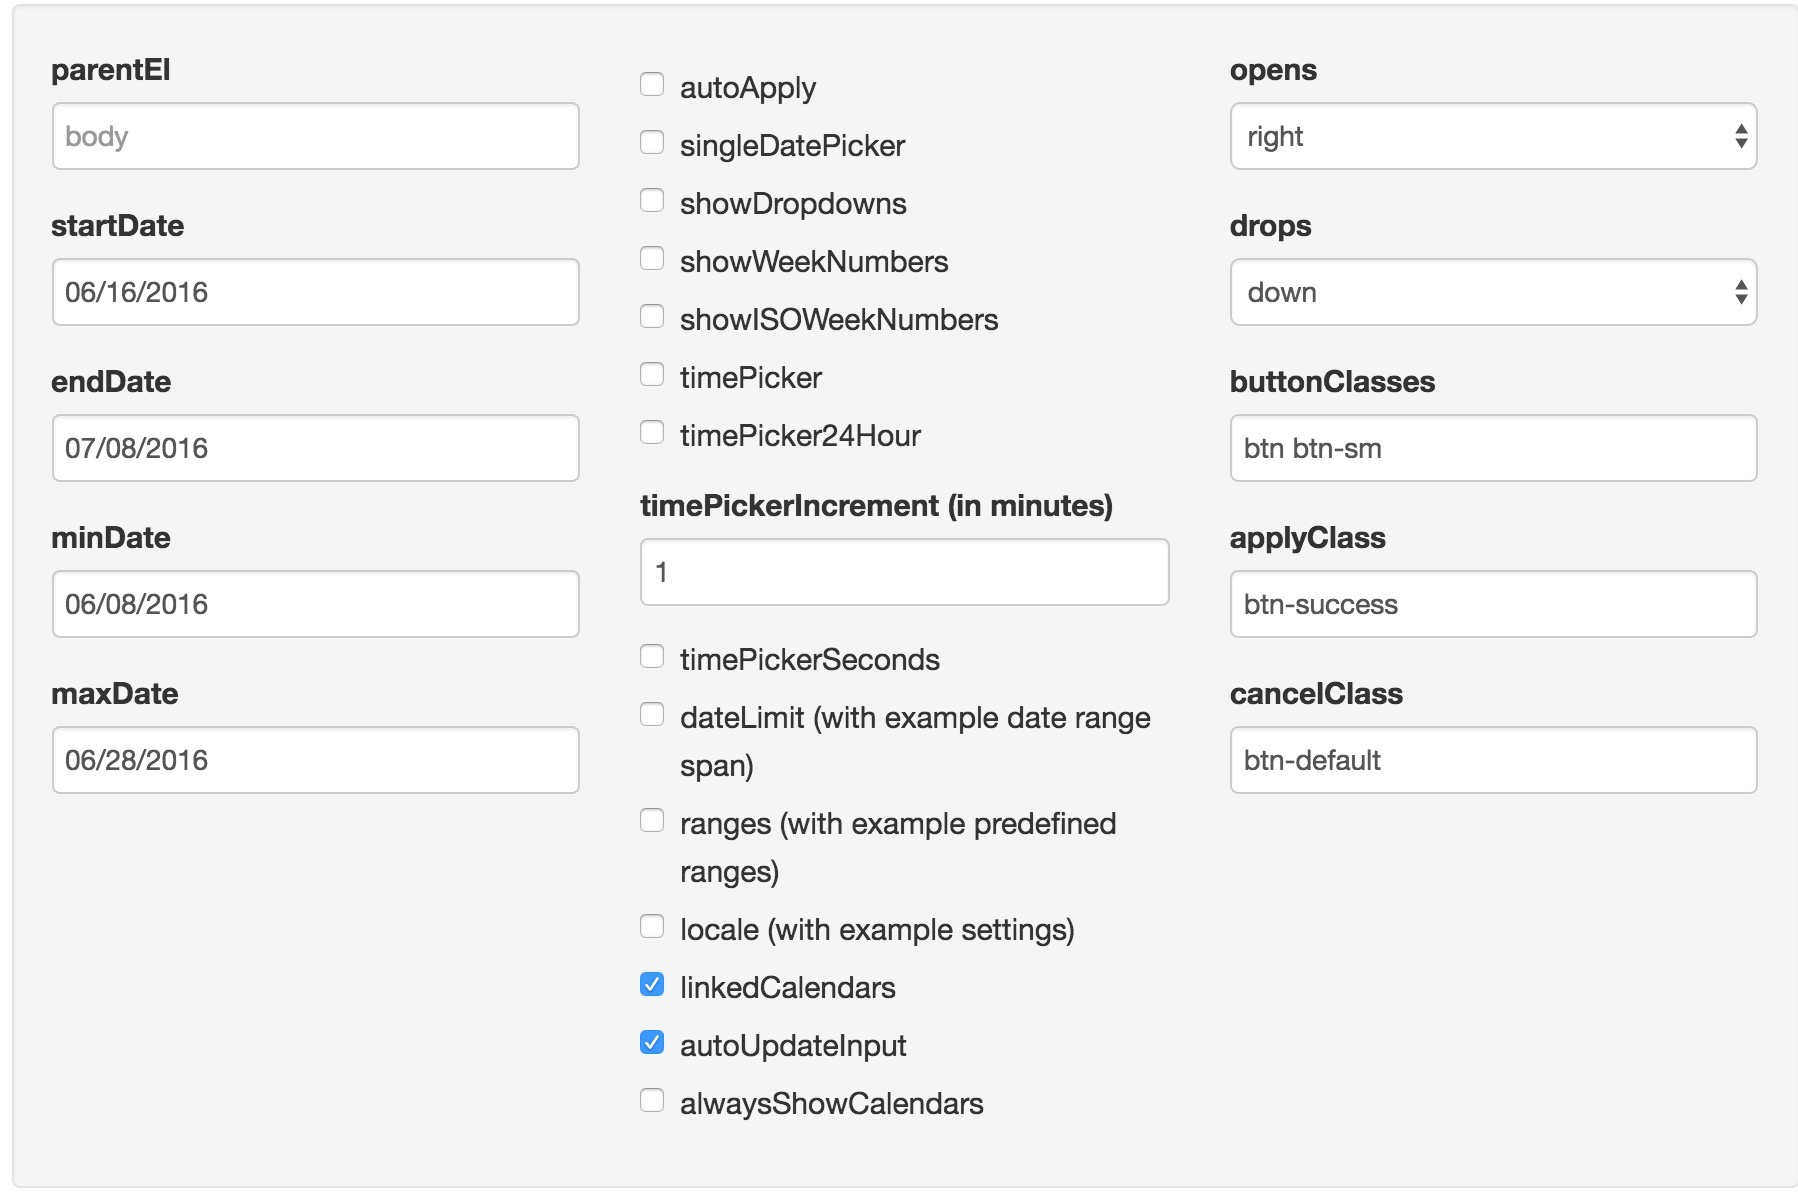 parentEl
body
startDate
06/16/2016
endDate
07/08/2016
minDate
06/08/2016
maxDate
06/28/2016
autoApply
singleDatePicker
showDropdowns
showWeekNumbers
showISOWeekNumbers
timePicker
timePicker24Hour
timePickerIncrement (in minutes)
1
timePickerSeconds
dateLimit (with example date range
span)
ranges (with example predefined
ranges)
locale (with example settings)
linkedCalendars
autoUpdateInput
alwaysShowCalendars
opens
right
drops
down
buttonClasses
btn btn-sm
applyClass
btn-success
cancelClass
btn-default